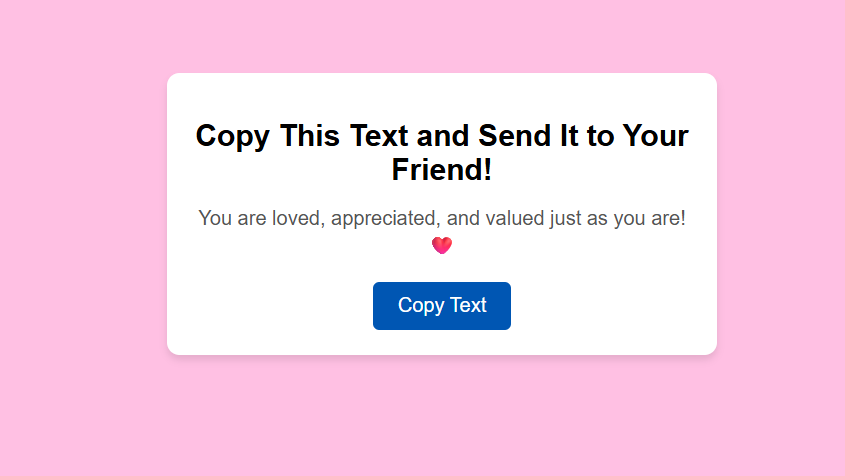 Copy This Text and Send It to Your
Friend!
You are loved, appreciated, and valued just as you are!
❤️
Copy Text